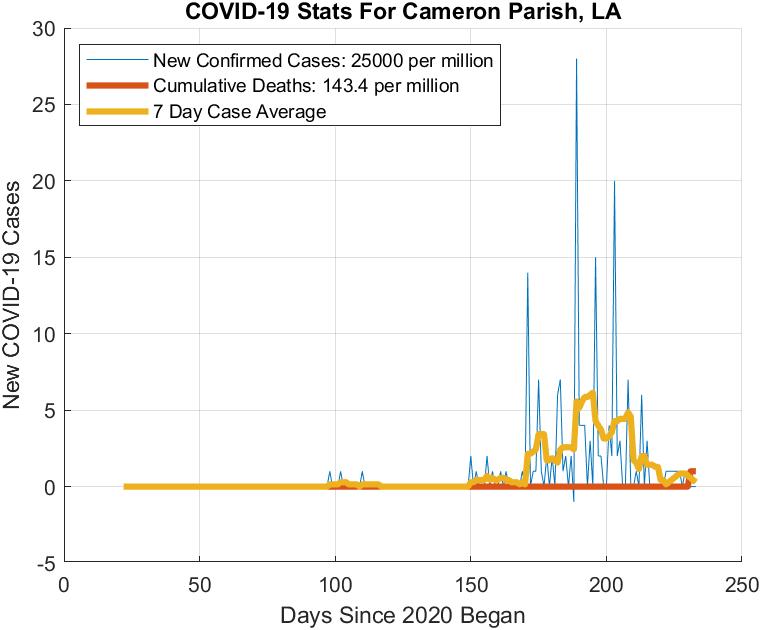 COVID-19 Stats For Cameron Parish, LA
30
25
20
15
10
5
0
-5
New COVID-19 Cases
New Confirmed Cases: 25000 per million
Cumulative Deaths: 143.4 per million
7 Day Case Average
0 50 100 150 200 250
Days Since 2020 Began